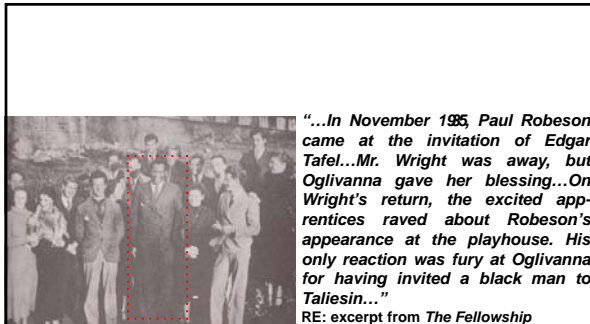 “…In November 1935, Paul Robeson
came at the invitation of Edgar
Tafel…Mr. Wright was away, but
Oglivanna gave her blessing…On
Wright’s return, the excited app-
rentices raved about Robeson’s
appearance at the playhouse. His
only reaction was fury at Oglivanna
for having invited a black man to
Taliesin…”
RE: excerpt from The Fellowship